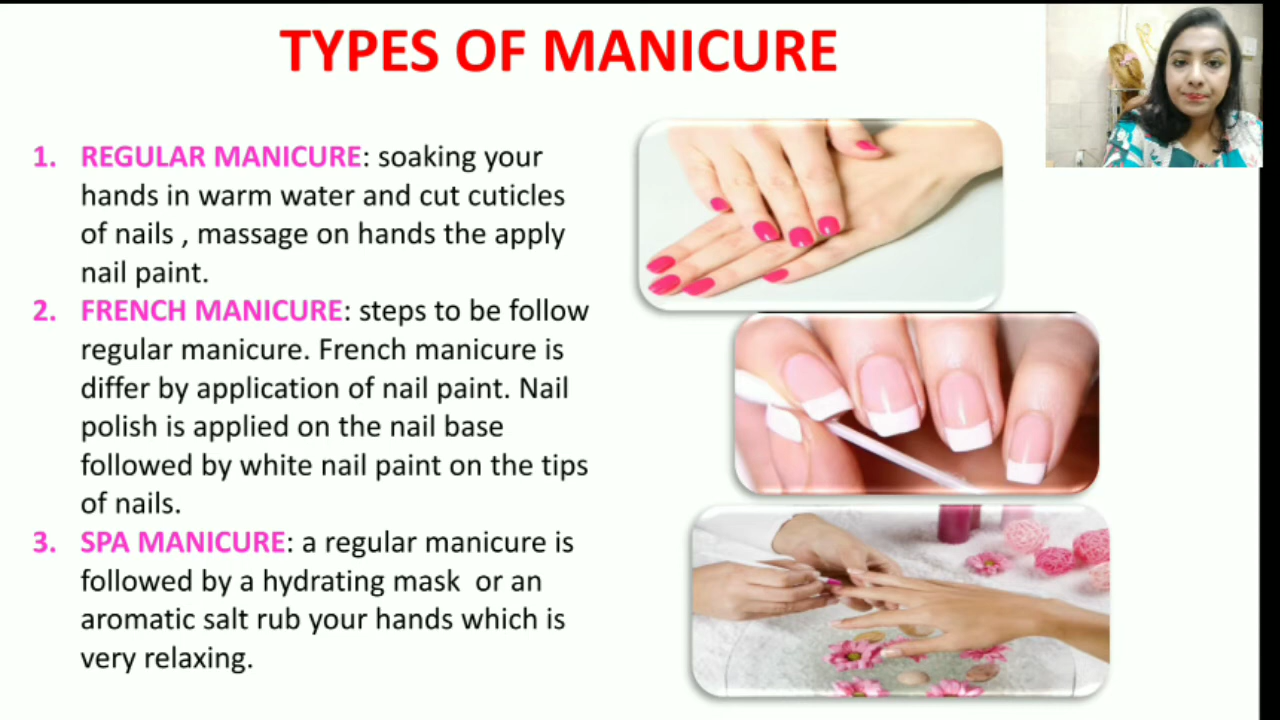 TYPES OF MANICURE
1. REGULAR MANICURE: soaking your
hands in warm water and cut cuticles
of nails , massage on hands the apply
nail paint.
2. FRENCH MANICURE: steps to be follow
regular manicure. French manicure is
differ by application of nail paint. Nail
polish is applied on the nail base
followed by white nail paint on the tips
of nails.
3. SPA MANICURE: a regular manicure is
followed by a hydrating mask  or an
aromatic salt rub your hands which is
very relaxing.